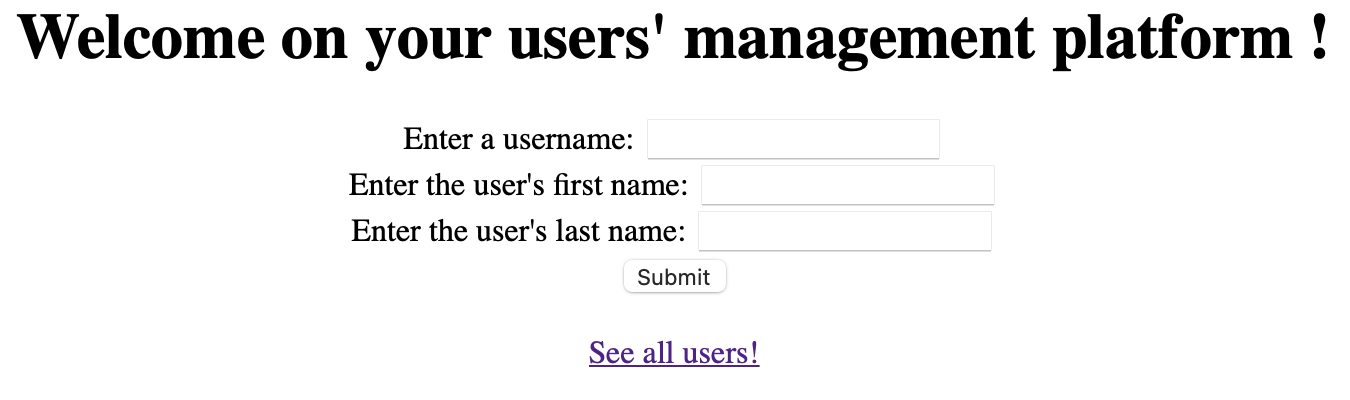 Welcome on your users' management platform !
Enter a username:
Enter the user's first name:
Enter the user's last name:
Submit
See all users!